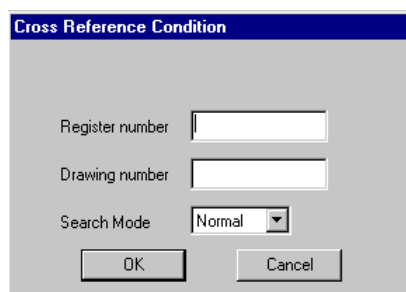 Cross Reference Condition
Register number
Drawing number
Search Mode Normal
OK Cancel